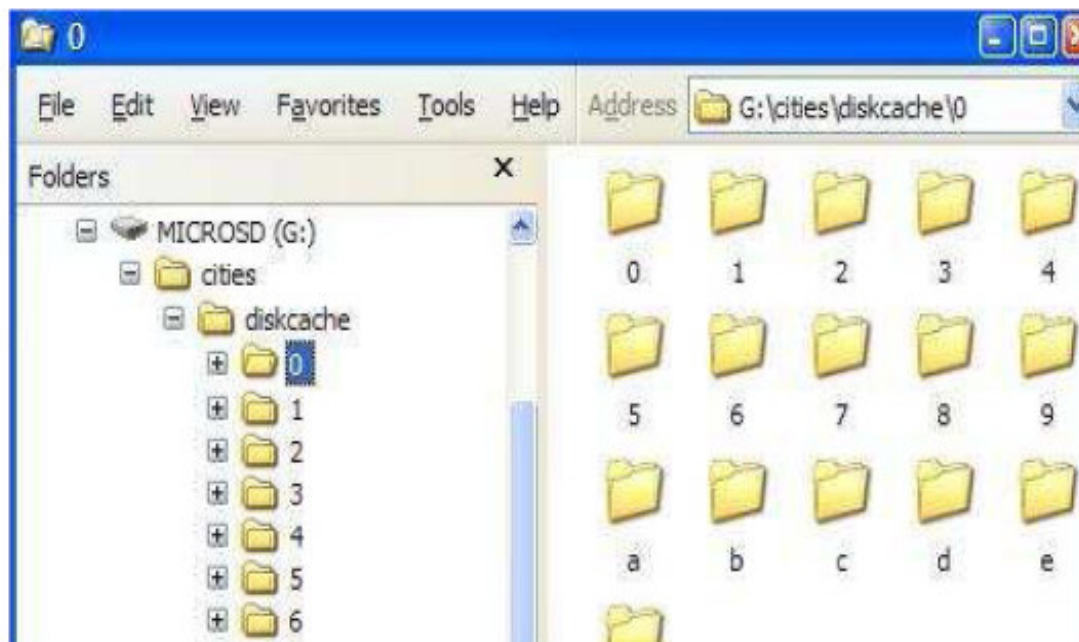 0
File Edit View Favorites Tools Help Address G:\cities\diskcache\0
Folders X
MICROSD (G:)
cities
diskcache
0
1
2
3
4
5
6
0 1 2 3 4
5 6 7 8 9
a b c d e